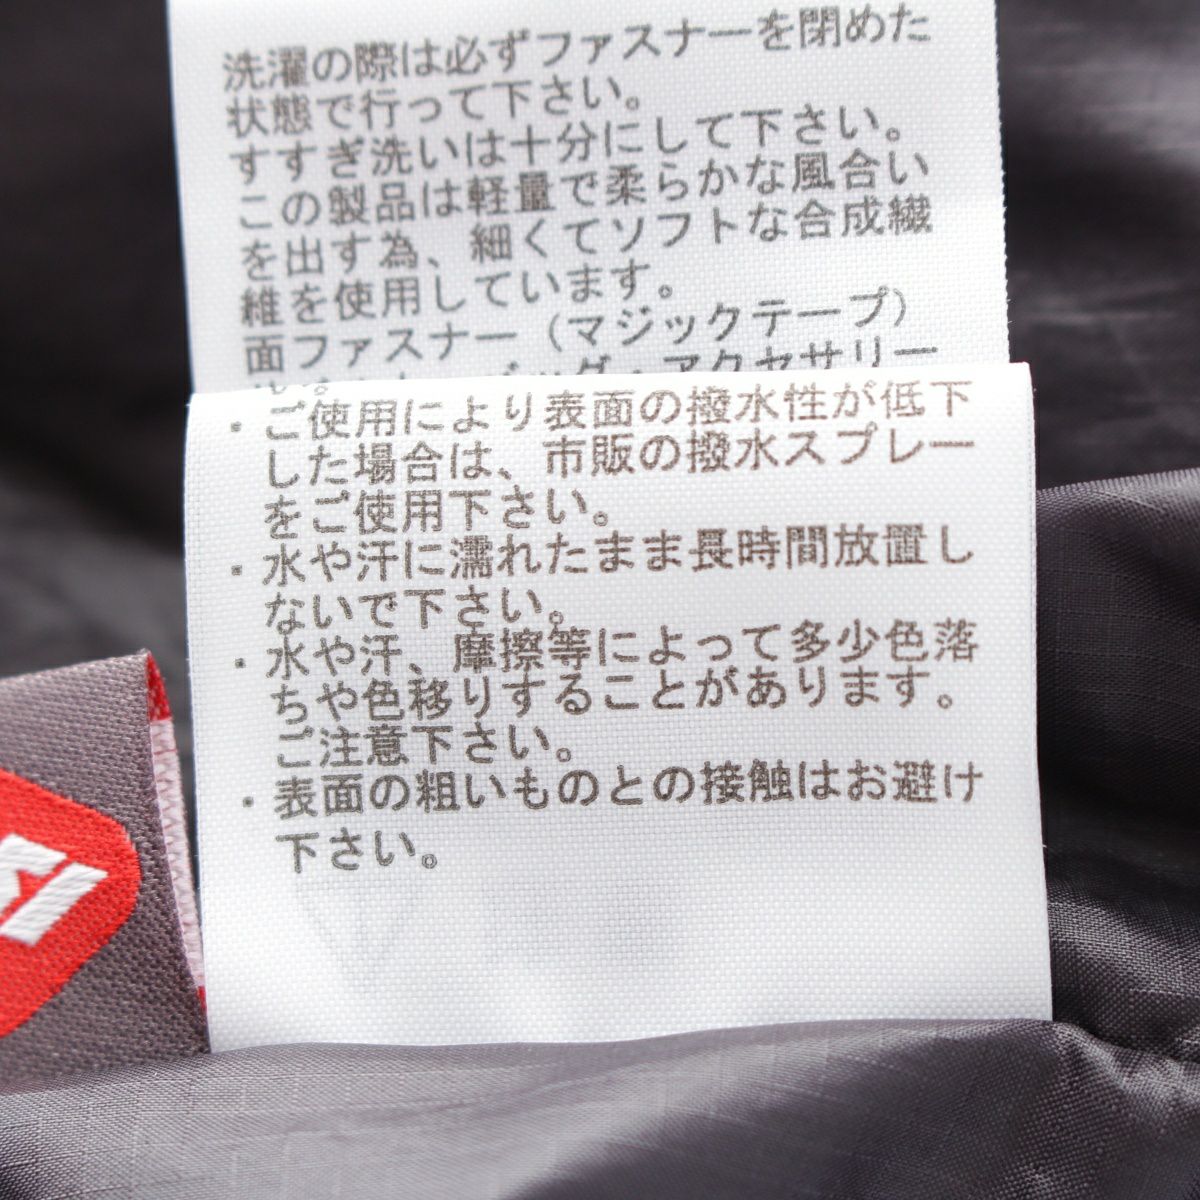 洗濯の際は必ずファスナーを閉めた
状態で行って下さい。
すすぎ洗いは十分にして下さい。
この製品は軽量で柔らかな風合い
を出す為、細くてソフトな合成繊
維を使用しています。
面ファスナー（マジックテープ）
・ご使用により表面の撥水性が低下
した場合は、市販の撥水スプレー
をご使用下さい。
・水や汗に濡れたまま長時間放置し
ないで下さい。
・水や汗、摩擦等によって多少色落
ちや色移りすることがあります。
ご注意下さい。
・表面の粗いものとの接触はお避け
下さい。